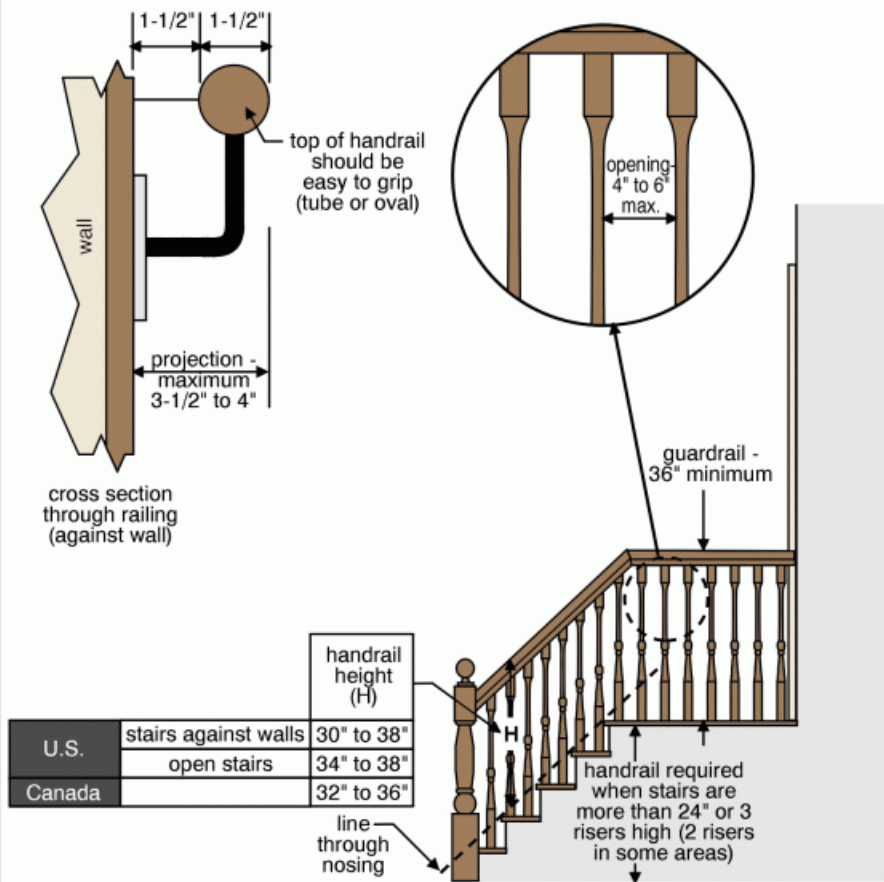 1-1/2" 1-1/2"
top of handrail
should be
easy to grip
(tube or oval)
wall
projection -
maximum
3-1/2" to 4"
cross section
through railing
(against wall)
opening-
4" to 6"
max.
guardrail -
36" minimum
handrail
height
(H)
U.S.
stairs against walls 30" to 38"
open stairs 34" to 38"
Canada 32" to 36"
H
line
through
nosing
handrail required
when stairs are
more than 24" or 3
risers high (2 risers
in some areas)